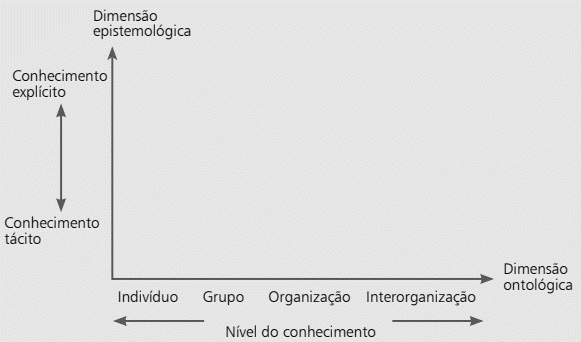 Dimensão
epistemológica
Conhecimento
explícito
Conhecimento
tácito
Dimensão
ontológica
Indivíduo Grupo Organização Interorganização
Nível do conhecimento